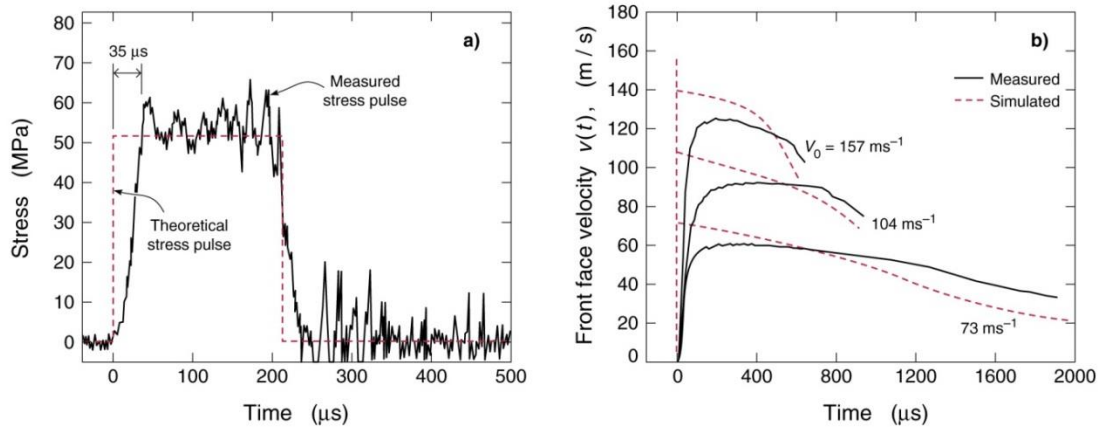 a)
80
70
60
50
40
30
20
10
0
Stress (MPa)
35 μs
Measured
stress pulse
Theoretical
stress pulse
0 100 200 300 400 500
Time (μs)
b)
180
160
140
120
100
80
60
40
20
0
Front face velocity v(t), (m / s)
Measured
Simulated
V₀ = 157 ms⁻¹
104 ms⁻¹
73 ms⁻¹
0 400 800 1200 1600 2000
Time (μs)